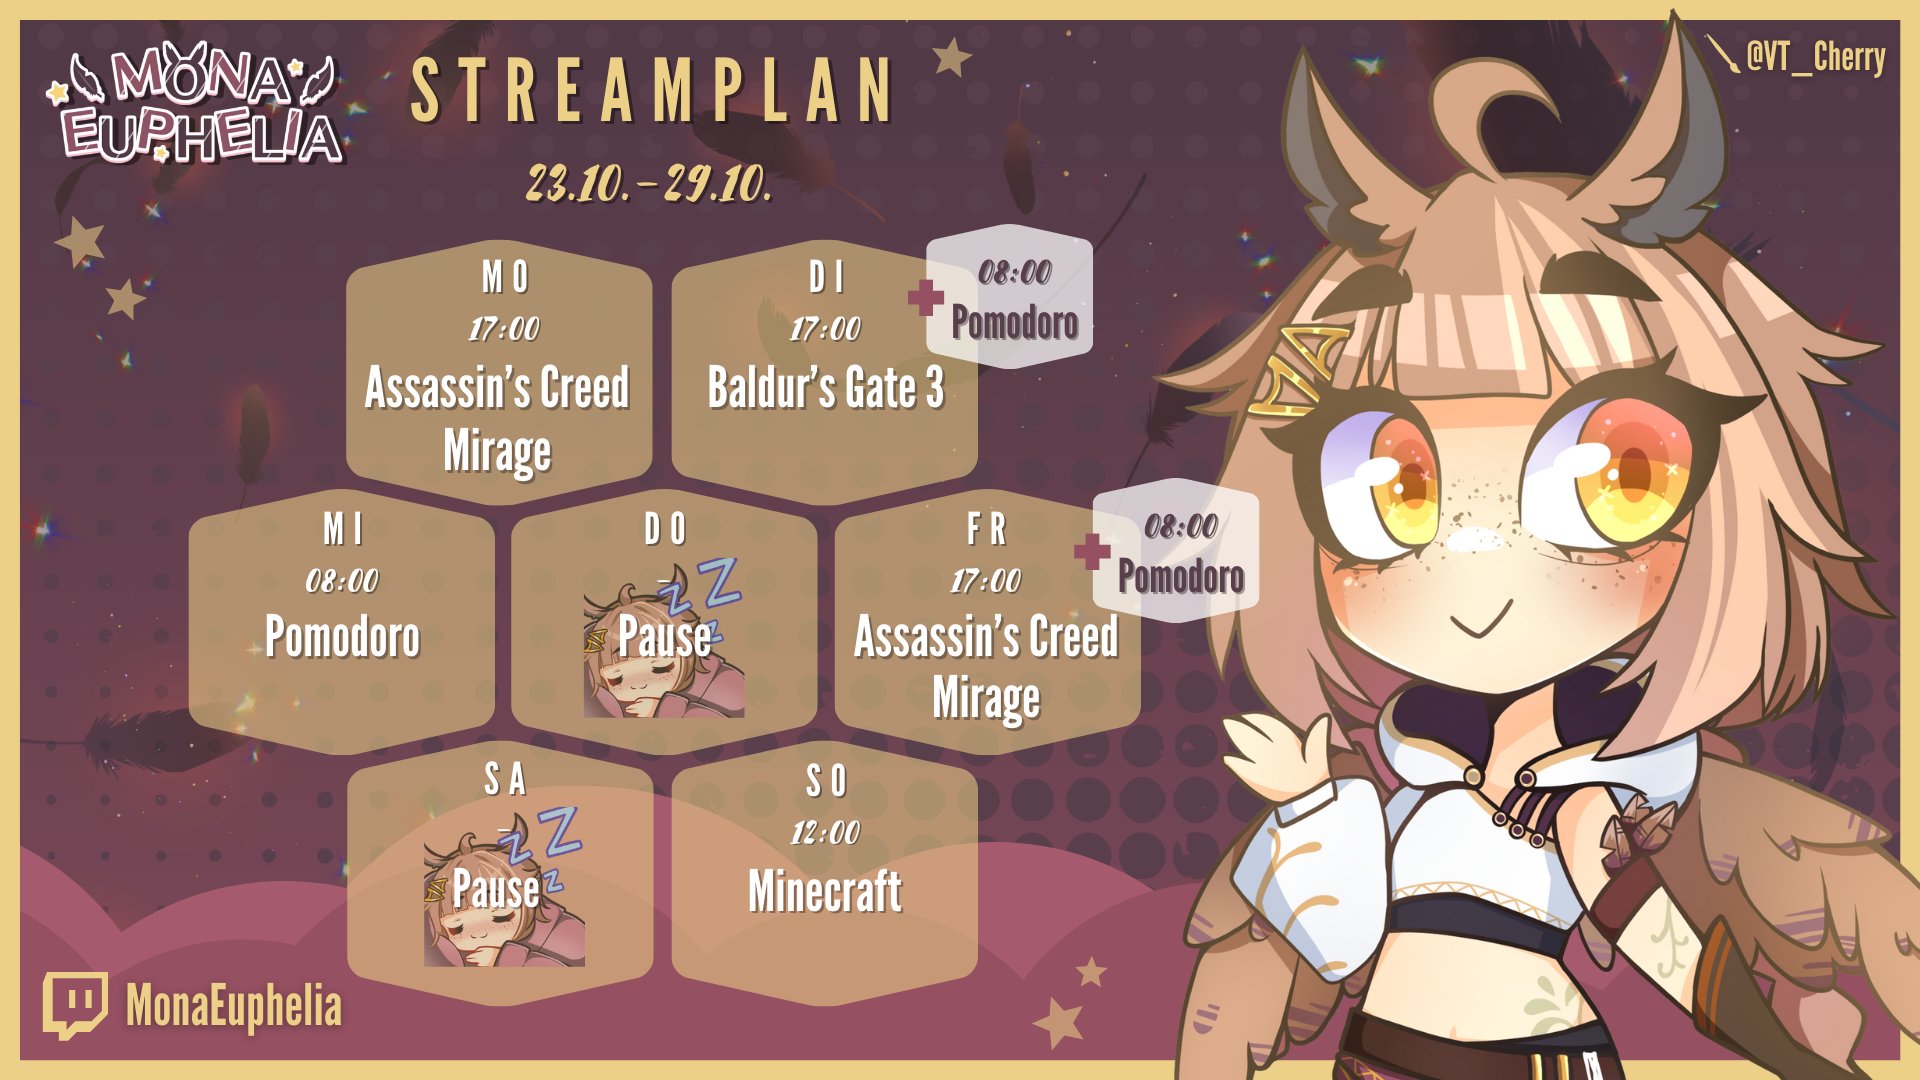 MONA
EUPHELIA
STREAMPLAN
23.10. – 29.10.
@VT_Cherry
MO
17:00
Assassin's Creed
Mirage
DI
17:00
Baldur's Gate 3
08:00
Pomodoro
MI
08:00
Pomodoro
DO
-
Z Z Z
Pause
FR
17:00
Assassin's Creed
Mirage
08:00
Pomodoro
SA
-
Z Z Z
Pause
SO
12:00
Minecraft
MonaEuphelia